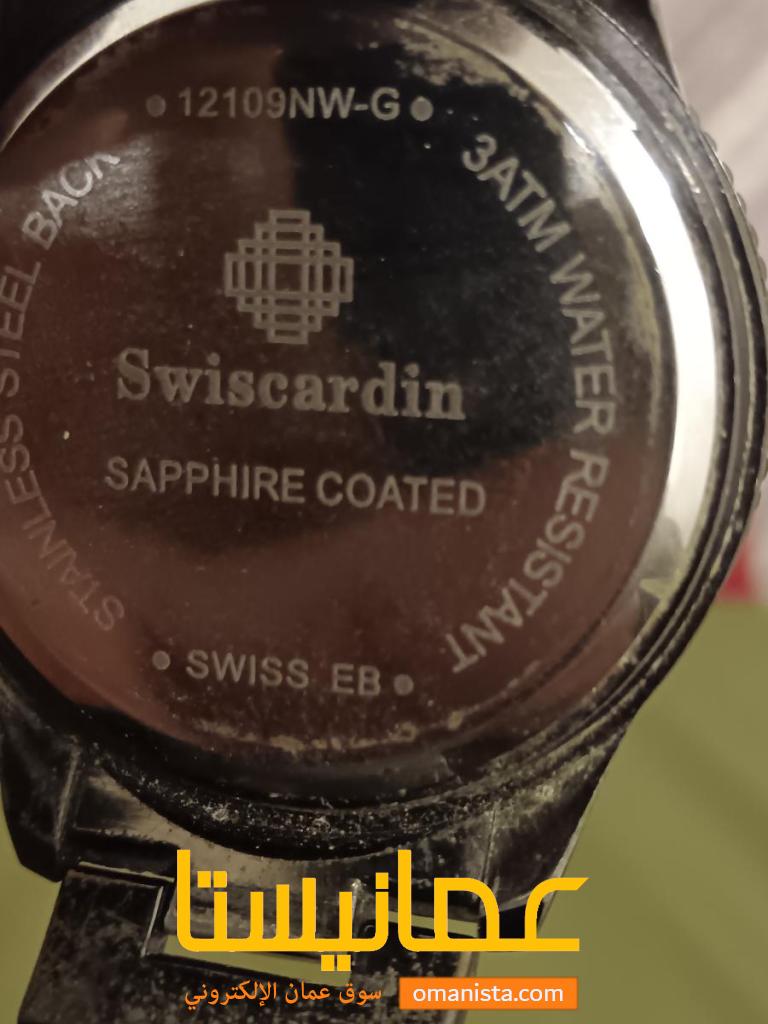 12109NW-G
3ATM WATER RESISTANT
STAINLESS STEEL BACK
Swiscardin
SAPPHIRE COATED
SWISS EB
عمانيستا
سوق عمان الإلكتروني
omanista.com